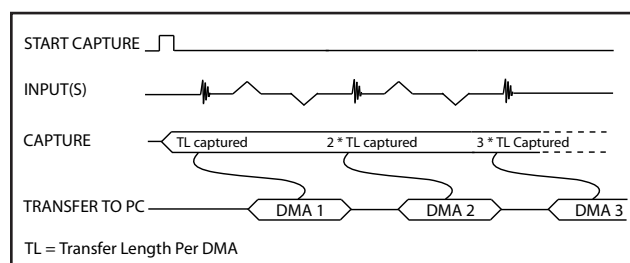 START CAPTURE
INPUT(S)
CAPTURE
TL captured 2 * TL captured 3 * TL Captured
TRANSFER TO PC
DMA 1 DMA 2 DMA 3
TL = Transfer Length Per DMA